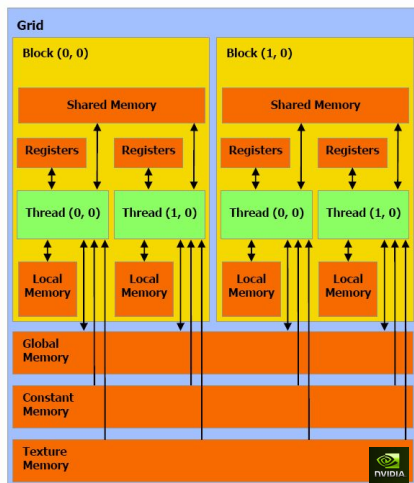 Grid
Block (0, 0)
Block (1, 0)
Shared Memory
Shared Memory
Registers
Registers
Registers
Registers
Thread (0, 0)
Thread (1, 0)
Thread (0, 0)
Thread (1, 0)
Local
Memory
Local
Memory
Local
Memory
Local
Memory
Global
Memory
Constant
Memory
Texture
Memory
NVIDIA